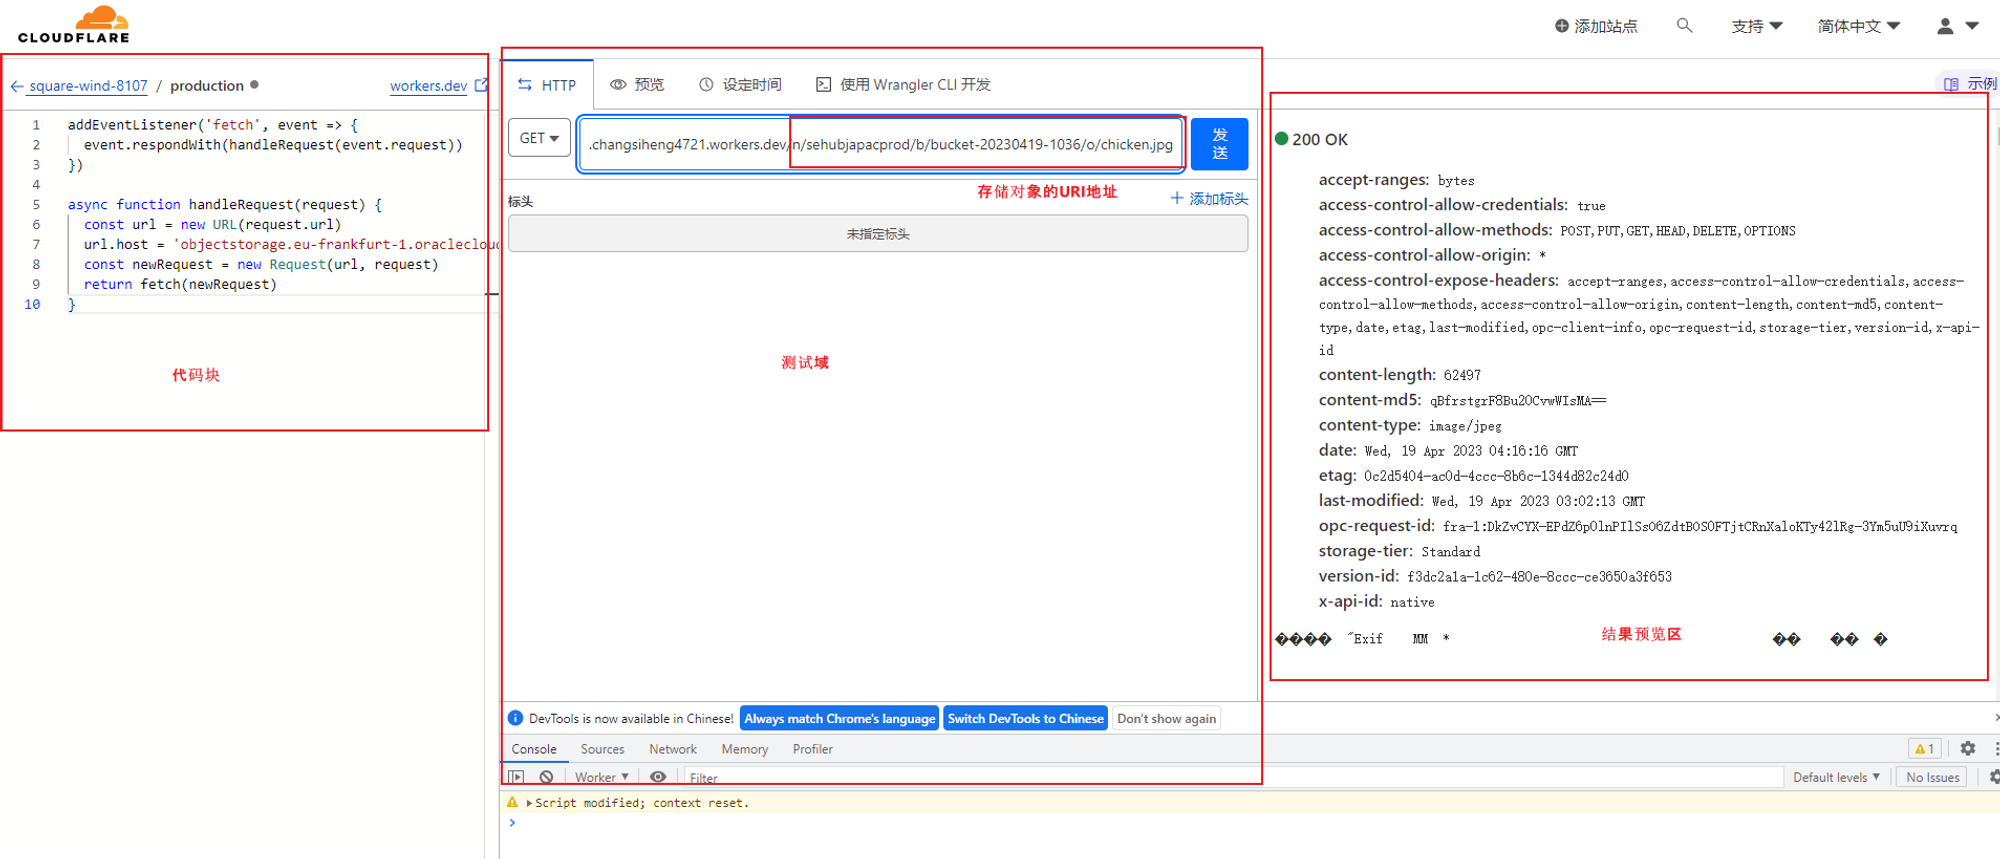 CLOUDFLARE
添加站点
支持
简体中文
square-wind-8107 / production
workers.dev
1 addEventListener('fetch', event => {
2 event.respondWith(handleRequest(event.request))
3 })
4
5 async function handleRequest(request) {
6 const url = new URL(request.url)
7 url.host = 'objectstorage.eu-frankfurt-1.oraclecloud
8 const newRequest = new Request(url, request)
9 return fetch(newRequest)
10 }
代码块
HTTP
预览
设定时间
使用 Wrangler CLI 开发
GET
.changsiheng4721.workers.dev/n/sehubjapacprod/b/bucket-20230419-1036/o/chicken.jpg
发送
存储对象的URI地址
标头
添加标头
未指定标头
测试域
示例
200 OK
accept-ranges: bytes
access-control-allow-credentials: true
access-control-allow-methods: POST,PUT,GET,HEAD,DELETE,OPTIONS
access-control-allow-origin: *
access-control-expose-headers: accept-ranges,access-control-allow-credentials,access-
control-allow-methods,access-control-allow-origin,content-length,content-md5,content-
type,date,etag,last-modified,opc-client-info,opc-request-id,storage-tier,version-id,x-api-
id
content-length: 62497
content-md5: qBfrstgrF8Bu2OCvwWIsMA==
content-type: image/jpeg
date: Wed, 19 Apr 2023 04:16:16 GMT
etag: 0c2d5404-ac0d-4ccc-8b6c-1344d82c24d0
last-modified: Wed, 19 Apr 2023 03:02:13 GMT
opc-request-id: fra-1:DkZvCYX-EPdZ6pOlnPIlSsO6ZdtBOSOFTjtCRnXaloKTy42lRg-3Ym5uU9iXuvrq
storage-tier: Standard
version-id: f3dc2a1a-1c62-480e-8ccc-ce3650a3f653
x-api-id: native
���� ˝Exif MM * �� �� �
结果预览区
DevTools is now available in Chinese!
Always match Chrome's language
Switch DevTools to Chinese
Don't show again
Console
Sources
Network
Memory
Profiler
1
Worker
Filter
Default levels
No Issues
Script modified; context reset.